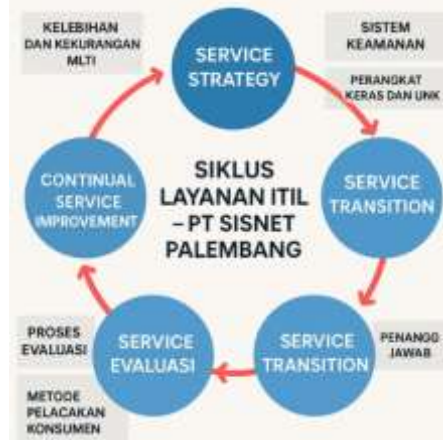 KELEBIHAN
DAN KEKURANGAN
MLTI
SERVICE
STRATEGY
SISTEM
KEAMANAN
PERANGKAT
KERAS DAN UNK
CONTINUAL
SERVICE
IMPROVEMENT
SIKLUS
LAYANAN ITIL
– PT SISNET
PALEMBANG
SERVICE
TRANSITION
PROSES
EVALUASI
SERVICE
EVALUASI
SERVICE
TRANSITION
PENANGO
JAWAB
METODE
PELACAKAN
KONSUMEN